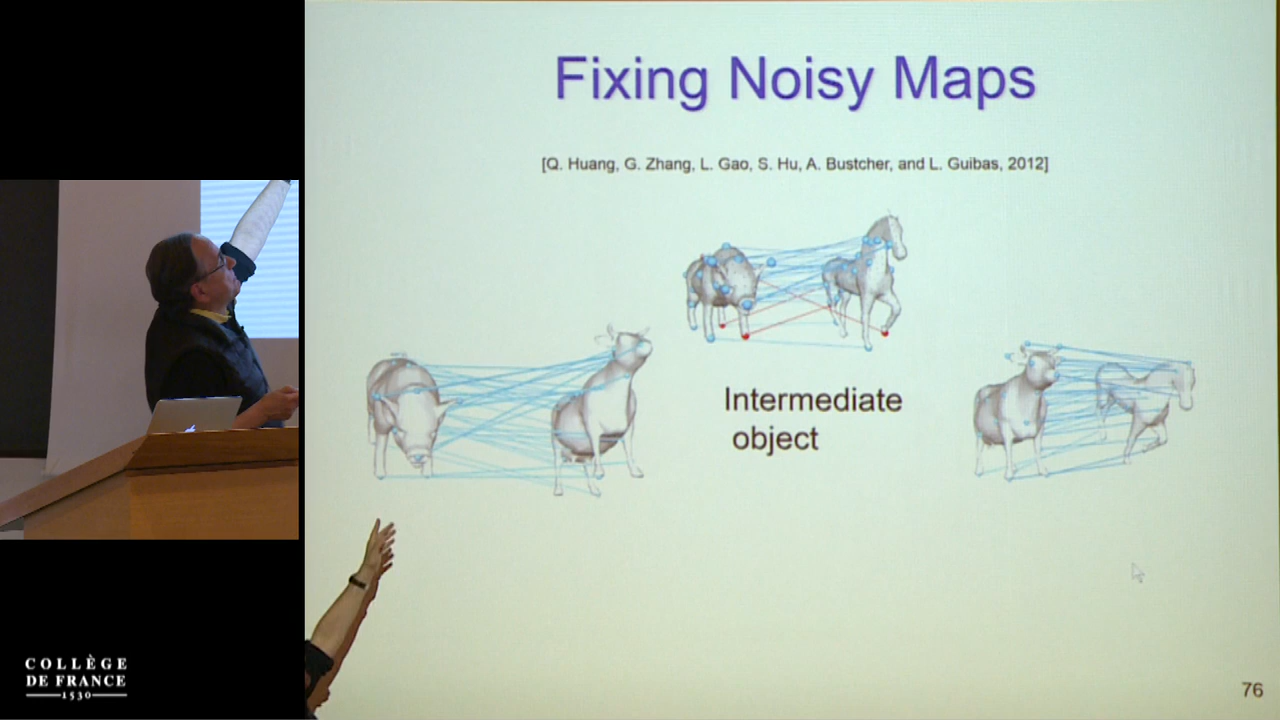 Fixing Noisy Maps
[Q. Huang, G. Zhang, L. Gao, S. Hu, A. Bustcher, and L. Guibas, 2012]
Intermediate
object
COLLÈGE
DE FRANCE
1530
76